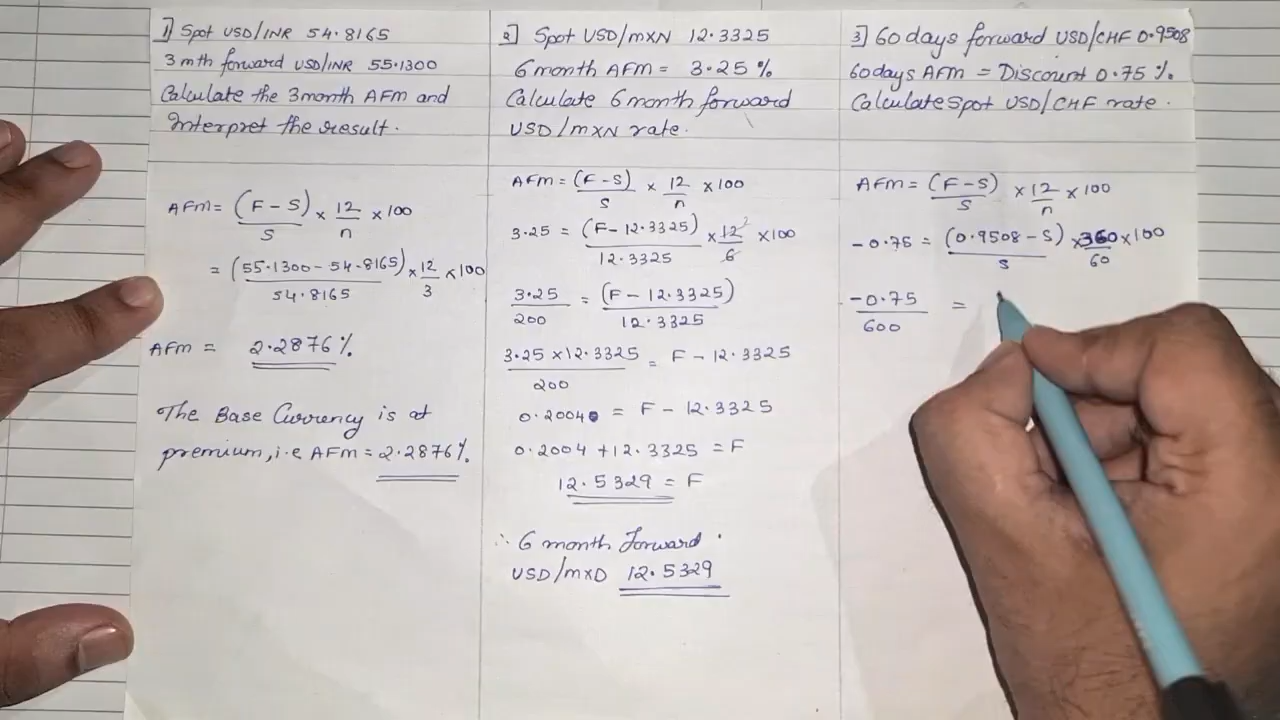 1] Spot USD/INR 54.8165
3 mth forward USD/INR 55.1300
Calculate the 3month AFM and
Interpret the result.
AFM = (F - S)/S × 12/n × 100
= (55.1300 - 54.8165)/54.8165 × 12/3 × 100
AFM = 2.2876%
The Base Currency is at
premium, i.e AFM = 2.2876%
2] Spot USD/MXN 12.3325
6 month AFM = 3.25%
Calculate 6 month forward
USD/MXN rate.
AFM = (F - S)/S × 12/n × 100
3.25 = (F - 12.3325)/12.3325 × 12/6 2 × 100
3.25/200 = (F - 12.3325)/12.3325
3.25 × 12.3325/200 = F - 12.3325
0.2004 = F - 12.3325
0.2004 + 12.3325 = F
12.5329 = F
∴ 6 month Forward
USD/MXD 12.5329
3] 60 days forward USD/CHF 0.9508
60 days AFM = Discount 0.75 %.
Calculate Spot USD/CHF rate.
AFM = (F - S)/S × 12/n × 100
-0.75 = (0.9508 - S)/S × 360/60 × 100
-0.75/600 =